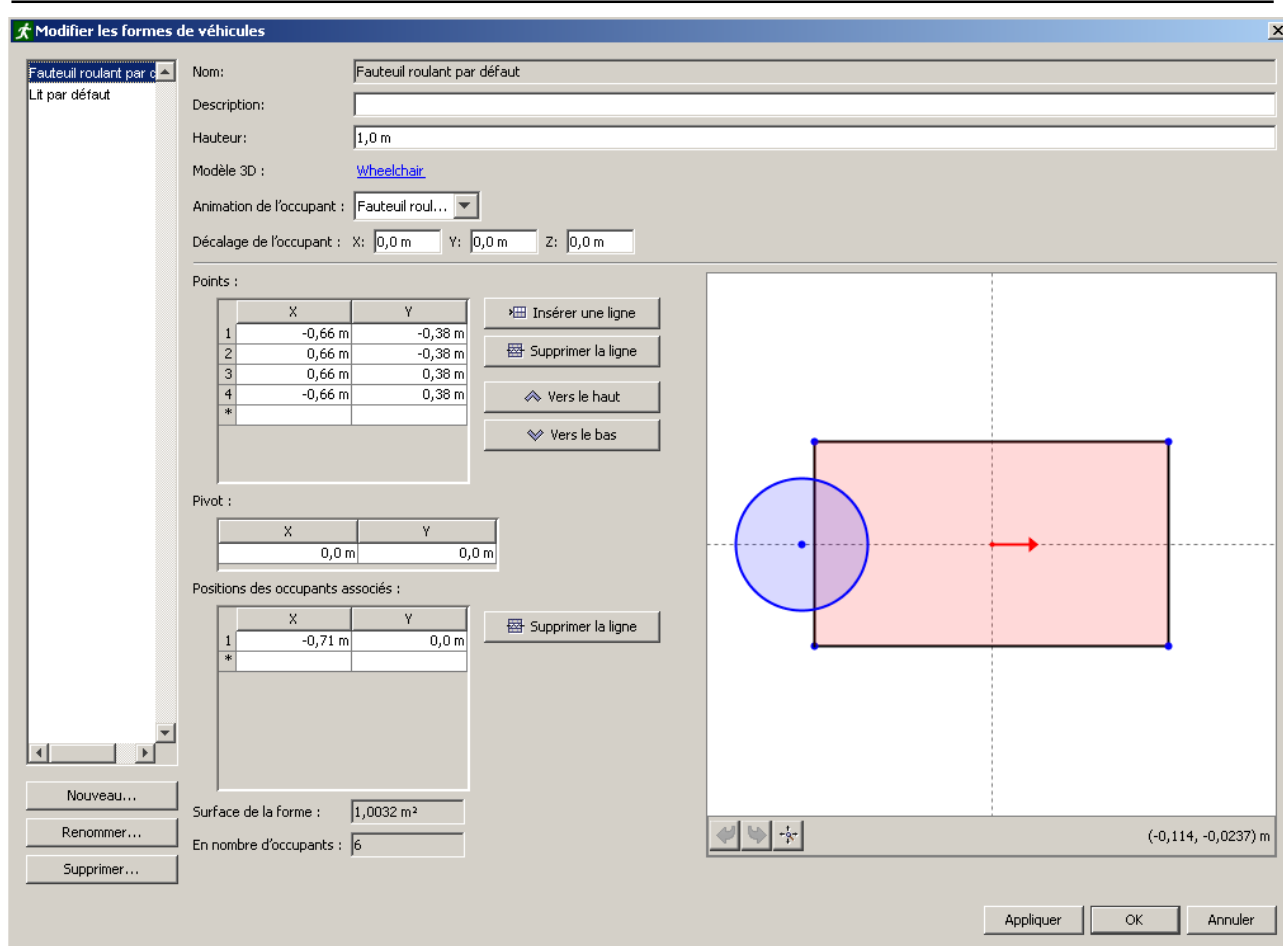 Modifier les formes de véhicules
Fauteuil roulant par
Lit par défaut
Nom: Fauteuil roulant par défaut
Description:
Hauteur: 1,0 m
Modèle 3D : Wheelchair
Animation de l'occupant : Fauteuil roul...
Décalage de l'occupant : X: 0,0 m Y: 0,0 m Z: 0,0 m
Points :
X Y
1 -0,66 m -0,38 m
2 0,66 m -0,38 m
3 0,66 m 0,38 m
4 -0,66 m 0,38 m
*
Insérer une ligne
Supprimer la ligne
Vers le haut
Vers le bas
Pivot :
X Y
0,0 m 0,0 m
Positions des occupants associés :
X Y
1 -0,71 m 0,0 m
*
Supprimer la ligne
Nouveau...
Renommer...
Supprimer...
Surface de la forme : 1,0032 m²
En nombre d'occupants : 6
(-0,114, -0,0237) m
Appliquer OK Annuler